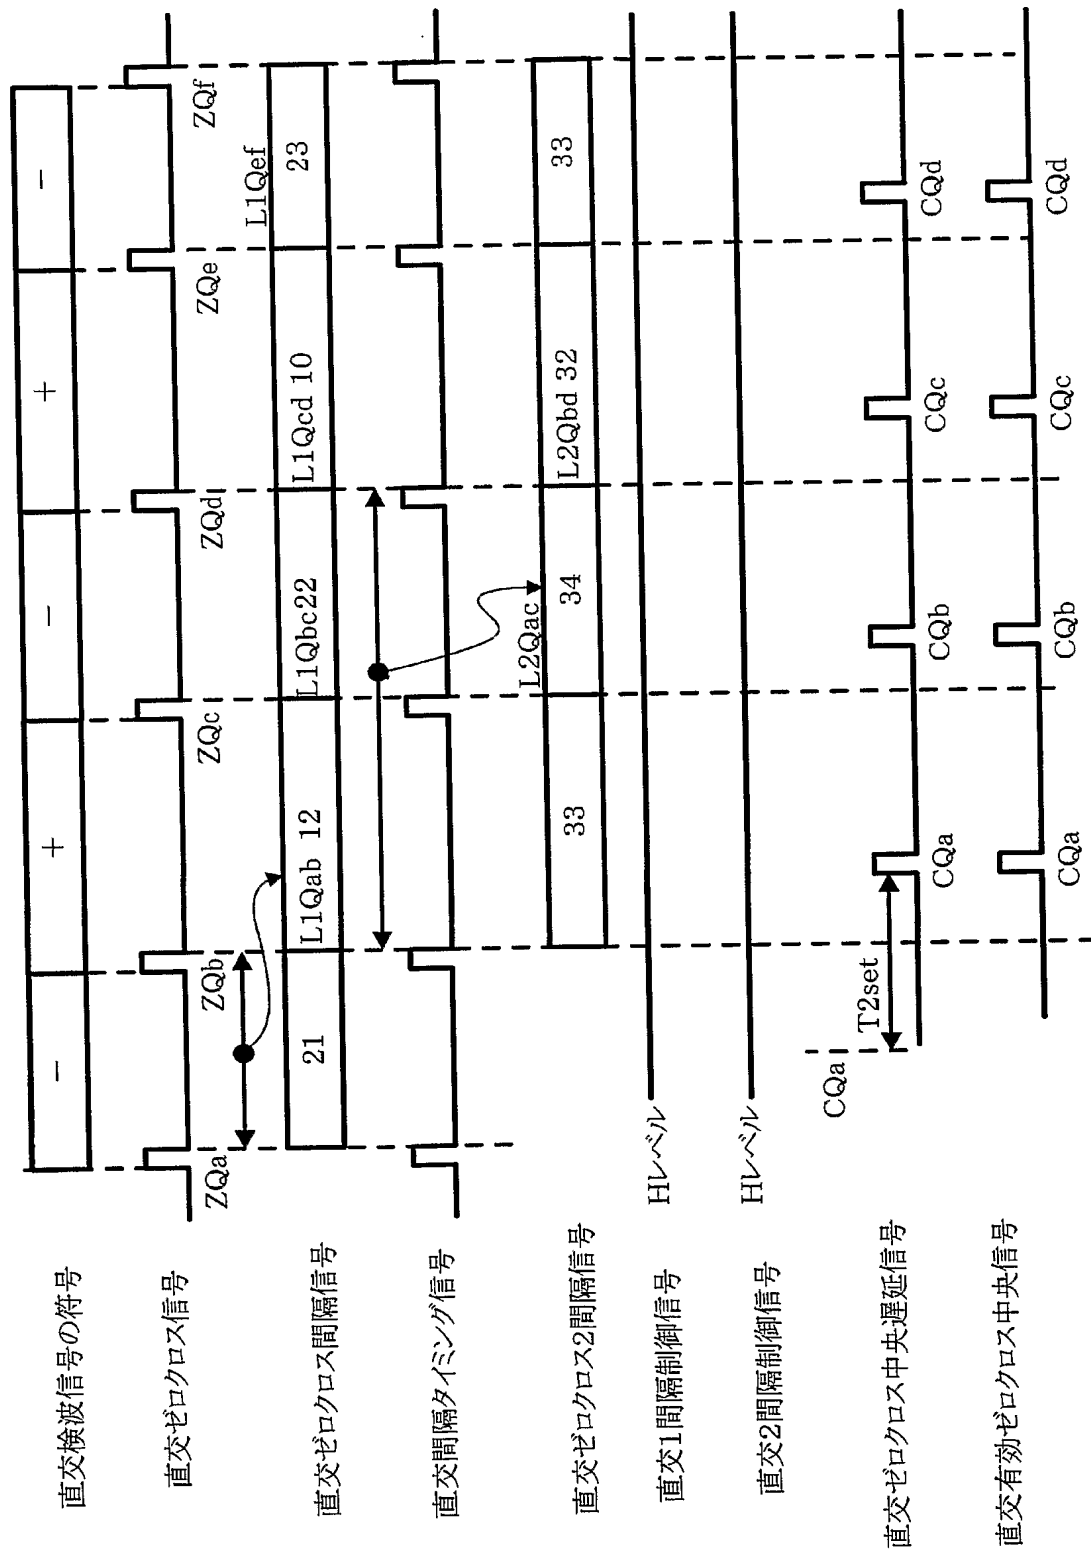 直交検波信号の符号
− + − + −
直交ゼロクロス信号
ZQa ZQb ZQc ZQd ZQe ZQf
直交ゼロクロス間隔信号
21 L1Qab 12 L1Qbc22 L1Qcd 10 L1Qef 23
直交間隔タイミング信号
直交ゼロクロス2間隔信号
33 L2Qac 34 L2Qbd 32 33
直交1間隔制御信号
Hレベル
直交2間隔制御信号
Hレベル
直交ゼロクロス中央遅延信号
CQa T2set CQa CQb CQc CQd
直交有効ゼロクロス中央信号
CQa CQb CQc CQd